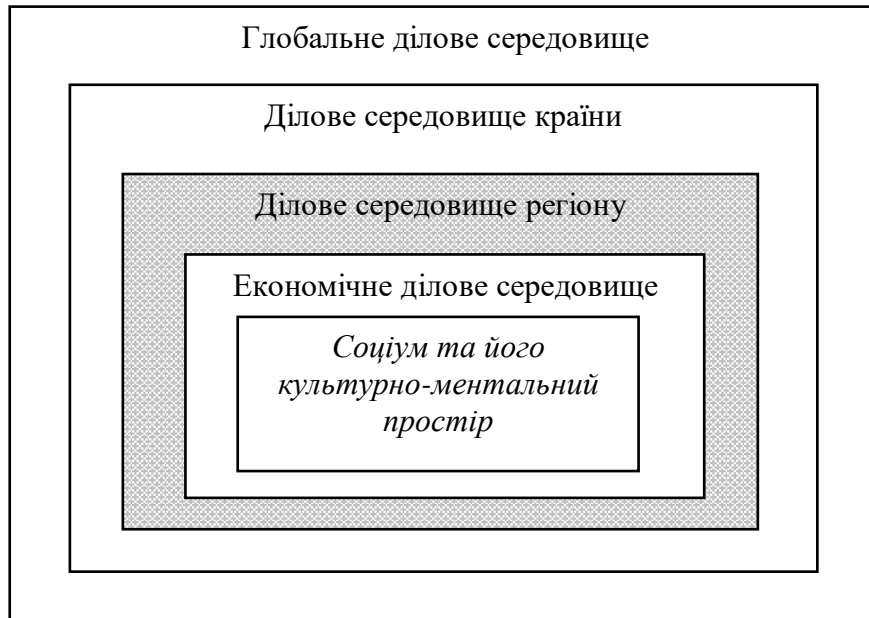 Глобальне ділове середовище
Ділове середовище країни
Ділове середовище регіону
Економічне ділове середовище
Соціум та його
культурно-ментальний
простір